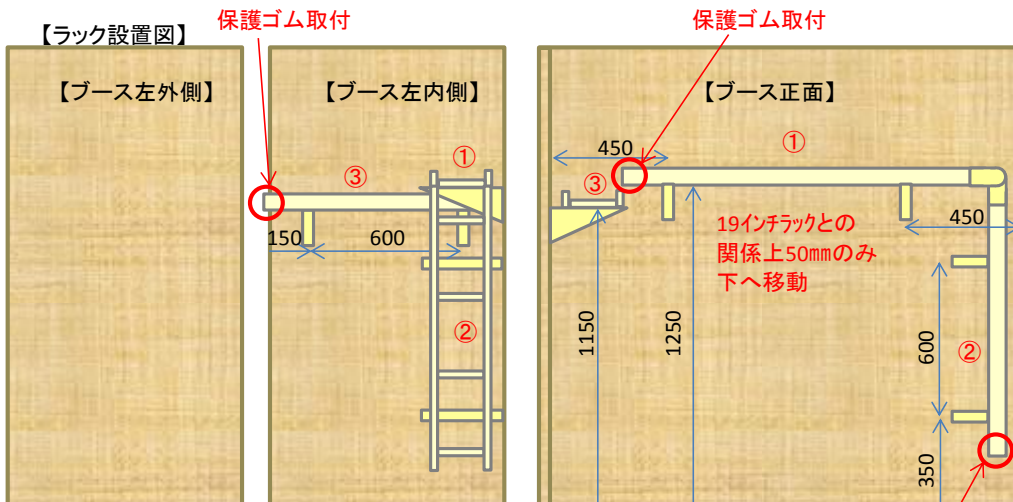 保護ゴム取付
保護ゴム取付
【ラック設置図】
【ブース左外側】
【ブース左内側】
【ブース正面】
①
③
150
600
②
450
①
③
19インチラックとの
関係上50㎜のみ
下へ移動
450
1150
1250
600
②
350